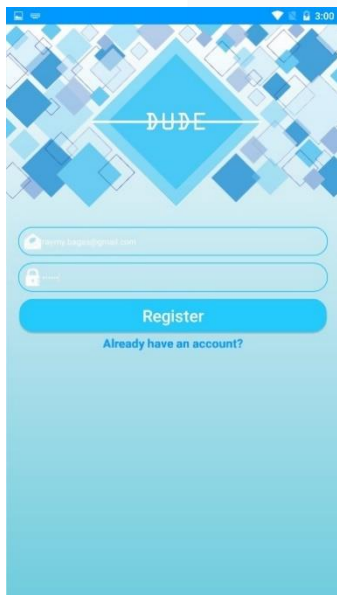 3:00
DUDE
••••••
Register
Already have an account?